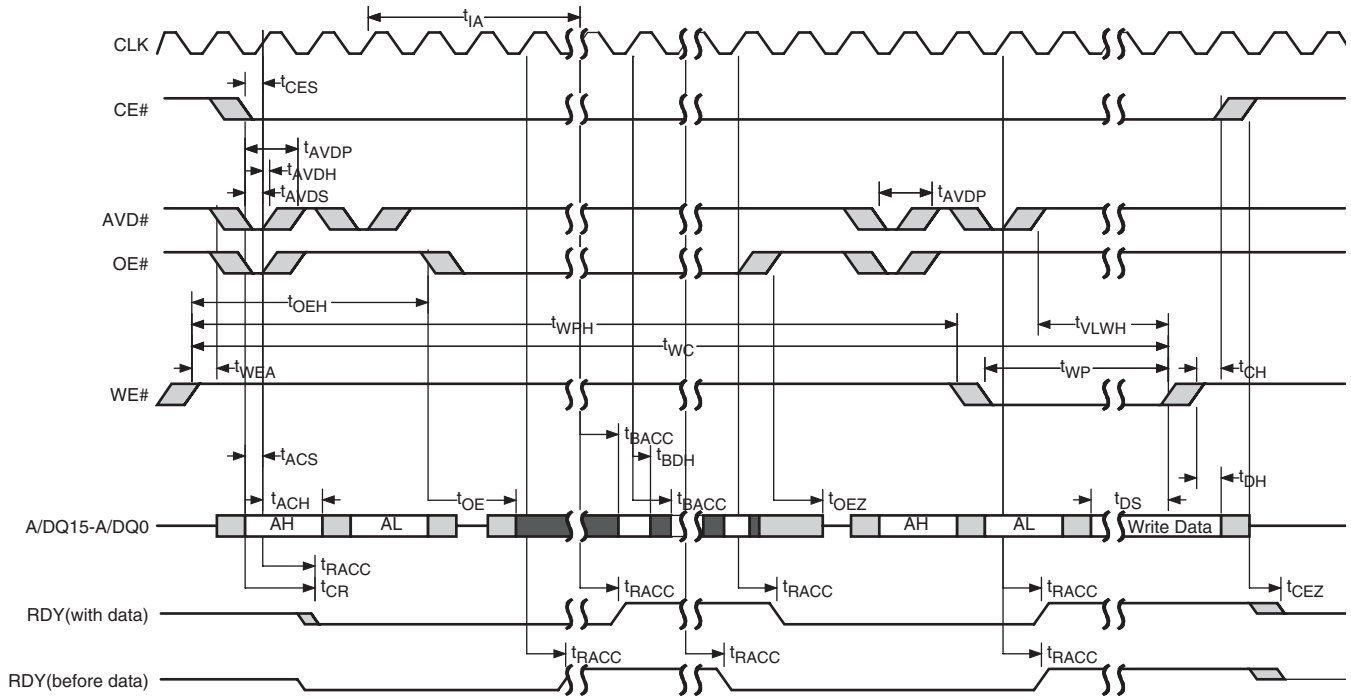 tIA
CLK
tCES
CE#
tAVDP
tAVDH
tAVDS
tAVDP
AVD#
OE#
tOEH
tWPH
tVLWH
tWC
tWEA
tWP
tCH
WE#
tBACC
tBDH
tACS
tACH
tOE
tBACC
tOEZ
tDS
tDH
A/DQ15-A/DQ0
AH
AL
AH
AL
Write Data
tRACC
tCR
tRACC
tRACC
tRACC
tCEZ
RDY(with data)
tRACC
tRACC
tRACC
RDY(before data)